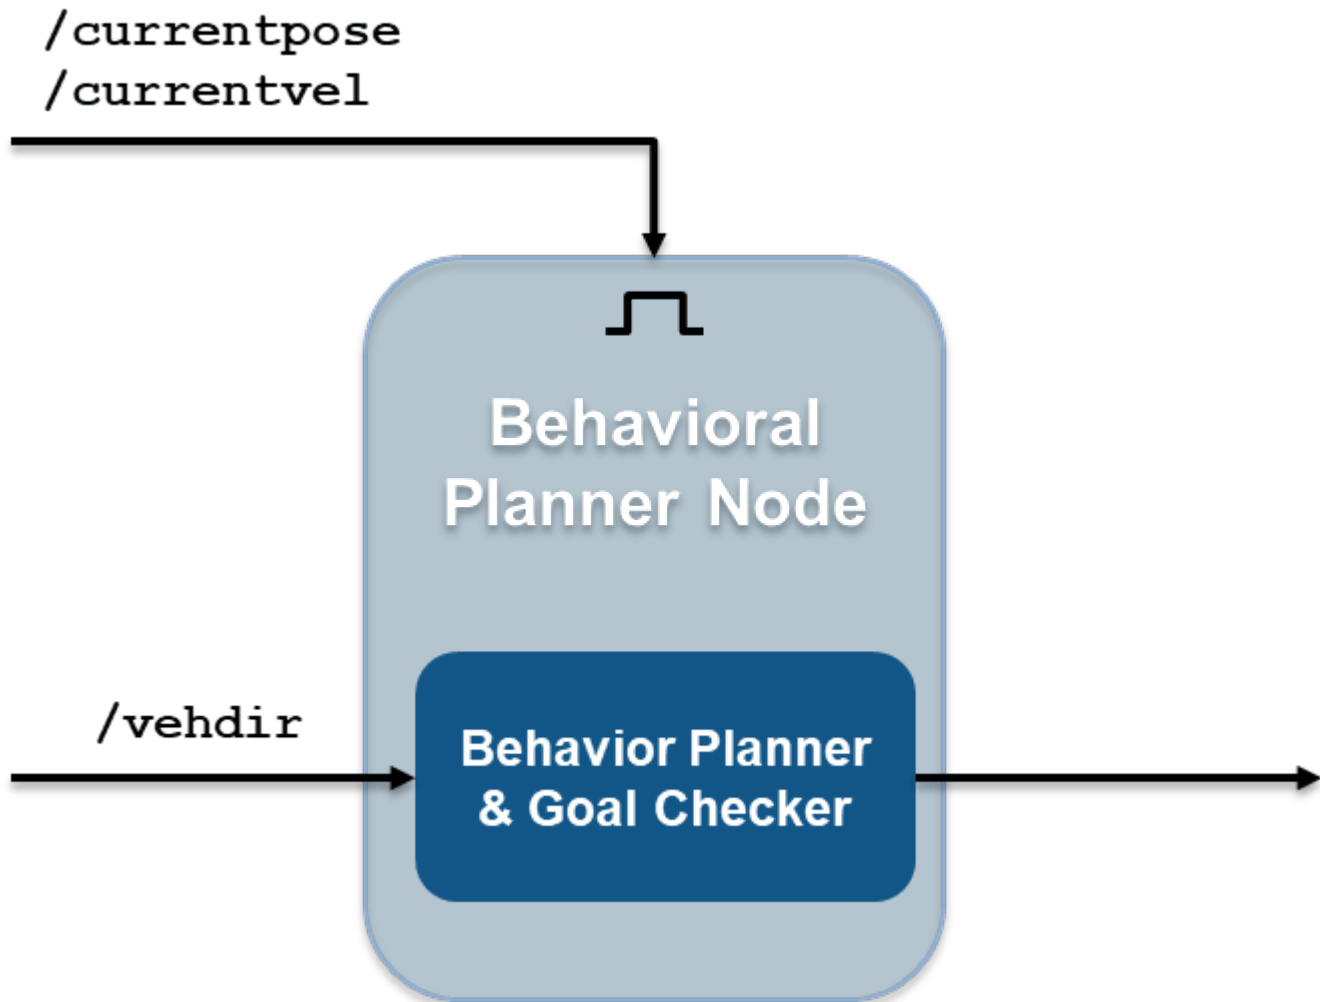 /currentpose
/currentvel
Behavioral
Planner Node
/vehdir
Behavior Planner
& Goal Checker